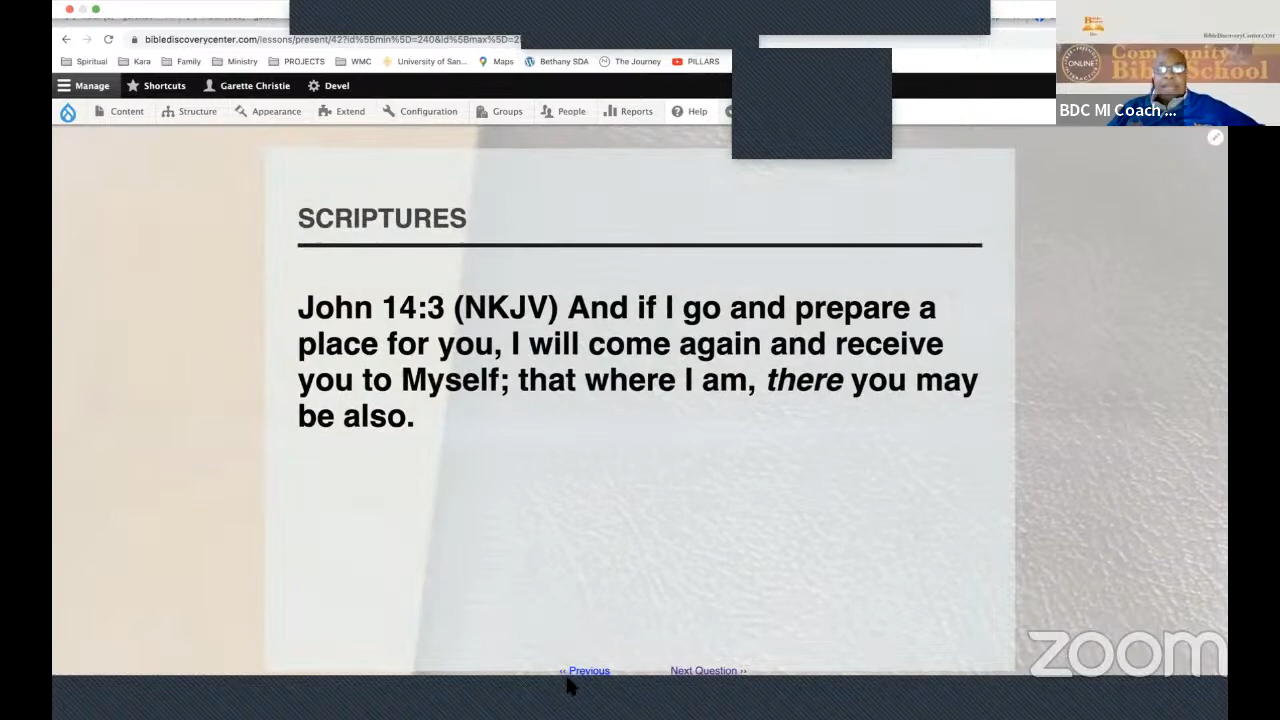 biblediscoverycenter.com/lessons/present/42?id%5Bmin%5D=240&id%5Bmax%5D=2
Spiritual Kara Family Ministry PROJECTS WMC University of San... Maps Bethany SDA The Journey PILLARS
Manage Shortcuts Garette Christie Devel
Content Structure Appearance Extend Configuration Groups People Reports Help
BibleDiscoveryCenter.com
ONLINE
Community
Bible School
BDC MI Coach ...
SCRIPTURES
John 14:3 (NKJV) And if I go and prepare a
place for you, I will come again and receive
you to Myself; that where I am, there you may
be also.
‹‹ Previous Next Question ››
zoom